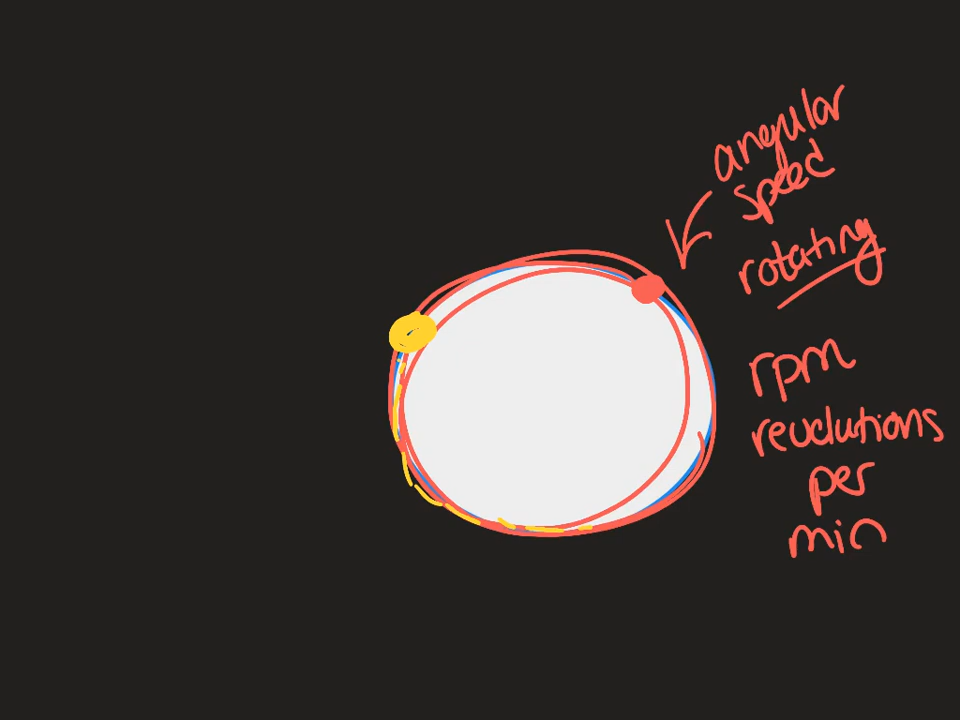 angular
speed
rotating
rpm
revolutions
per
min